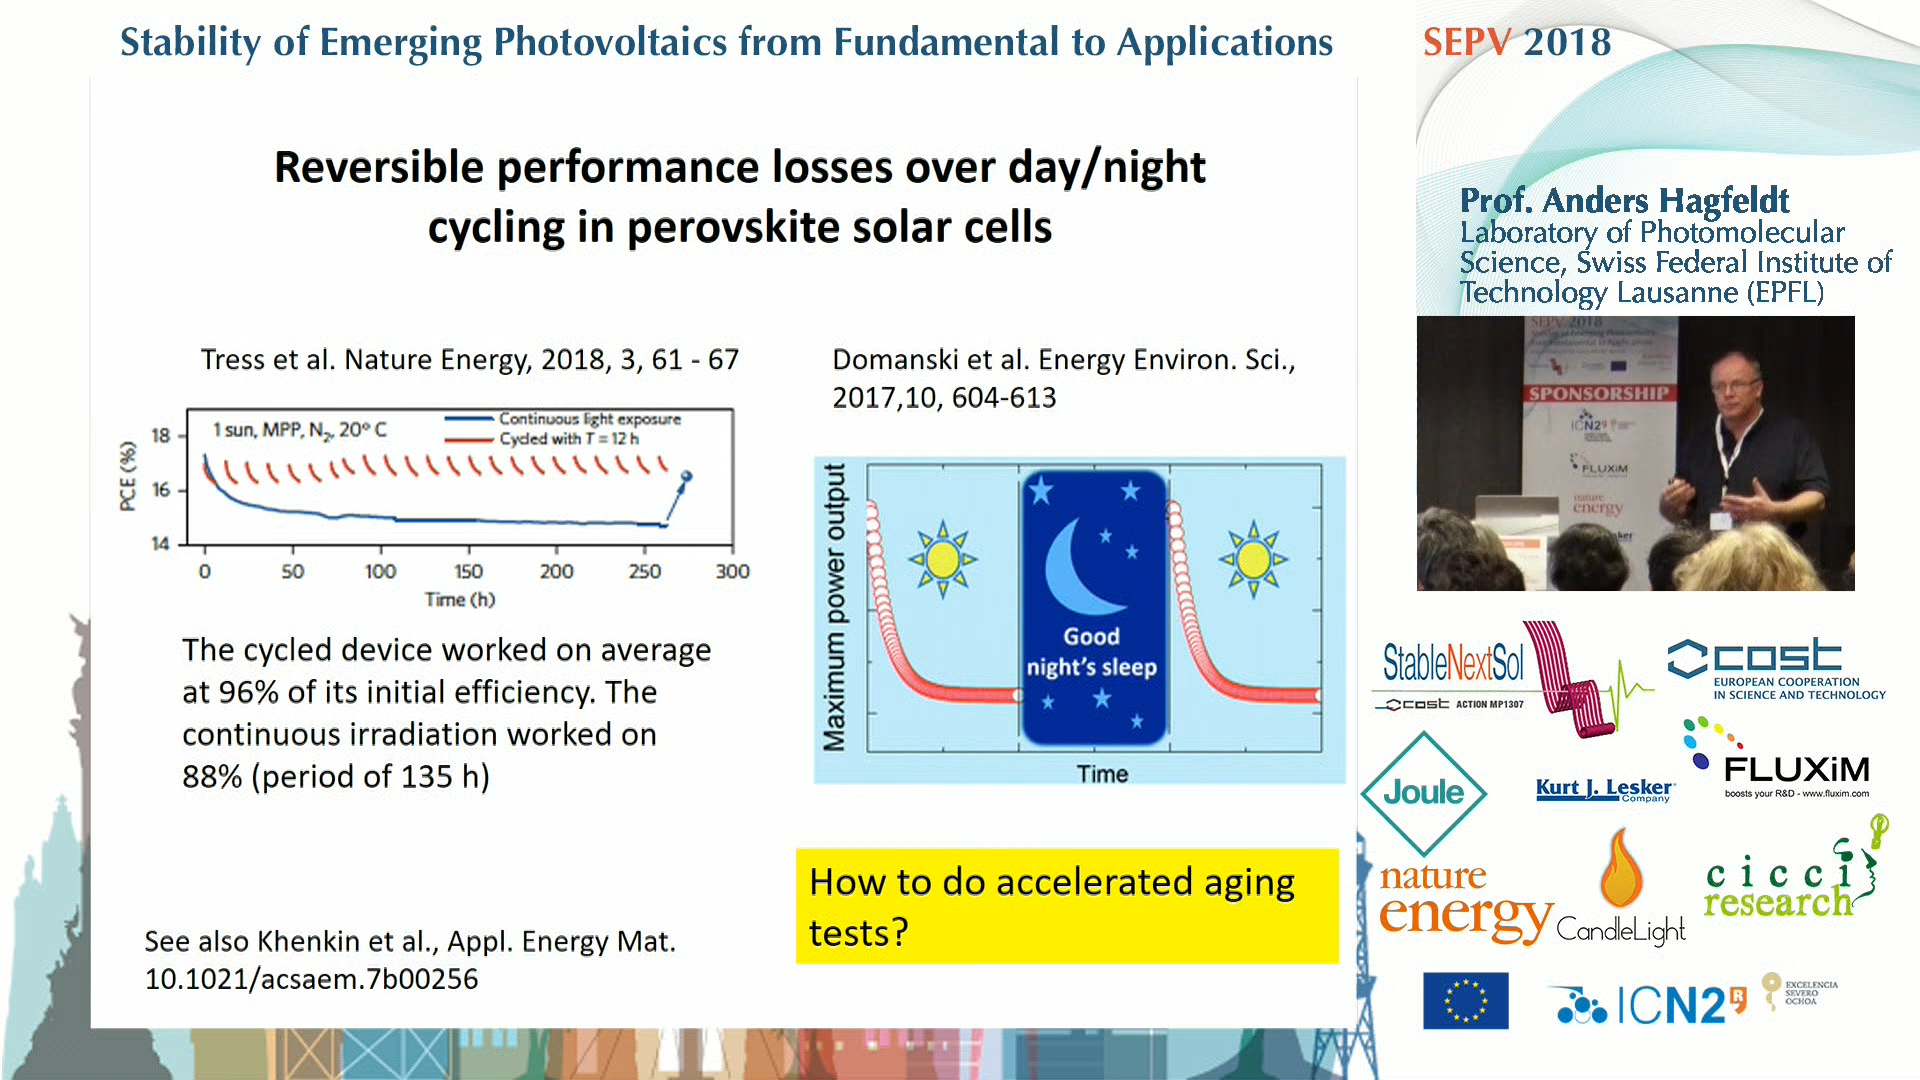 Stability of Emerging Photovoltaics from Fundamental to Applications
SEPV 2018
Reversible performance losses over day/night
cycling in perovskite solar cells
Prof. Anders Hagfeldt
Laboratory of Photomolecular
Science, Swiss Federal Institute of
Technology Lausanne (EPFL)
Tress et al. Nature Energy, 2018, 3, 61 - 67
1 sun, MPP, N2, 20° C
Continuous light exposure
Cycled with T = 12 h
PCE (%)
18
16
14
0 50 100 150 200 250 300
Time (h)
The cycled device worked on average
at 96% of its initial efficiency. The
continuous irradiation worked on
88% (period of 135 h)
See also Khenkin et al., Appl. Energy Mat.
10.1021/acsaem.7b00256
Domanski et al. Energy Environ. Sci.,
2017,10, 604-613
Maximum power output
Good
night's sleep
Time
How to do accelerated aging
tests?
SEPV 2018
SPONSORSHIP
ICN2
FLUXiM
nature
energy
StableNextSol
cost ACTION MP1307
cost
EUROPEAN COOPERATION
IN SCIENCE AND TECHNOLOGY
Joule
Kurt J. Lesker
Company
FLUXiM
boosts your R&D - www.fluxim.com
nature
energy
CandleLight
cicci
research
ICN2
EXCELENCIA
SEVERO
OCHOA